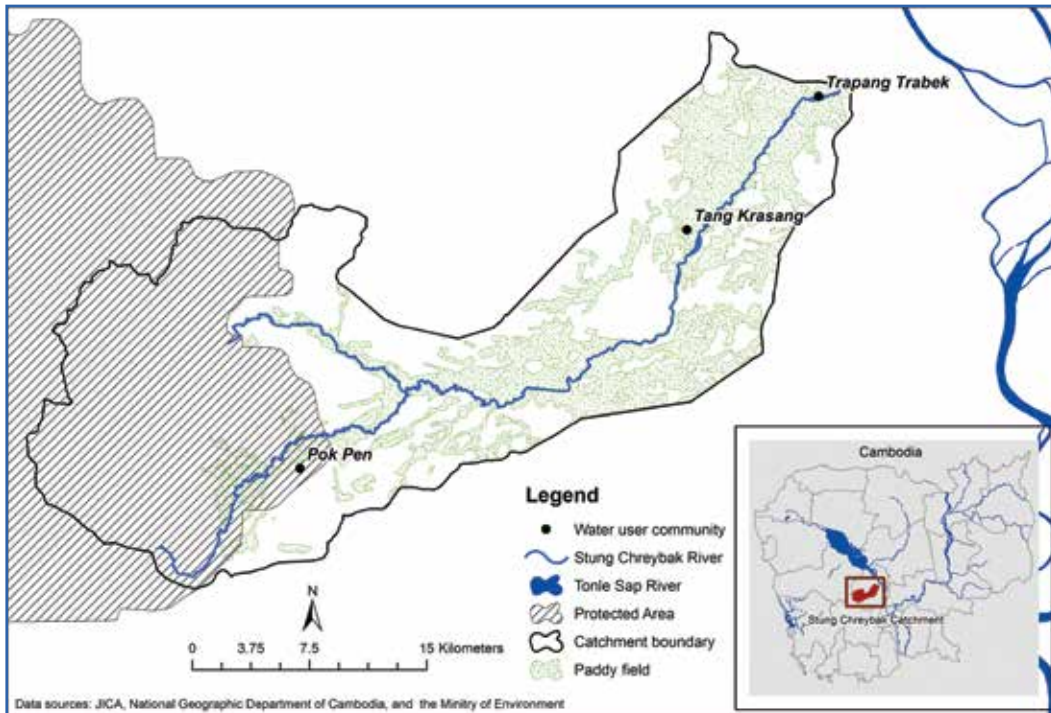 Trapang Trabek
Tang Krasang
Pok Pen
Legend
Water user community
Stung Chreybak River
Tonle Sap River
Protected Area
Catchment boundary
Paddy field
N
0 3.75 7.5 15 Kilometers
Cambodia
Stung Chreybak Catchment
Data sources: JICA, National Geographic Department of Cambodia, and the Minitry of Environment